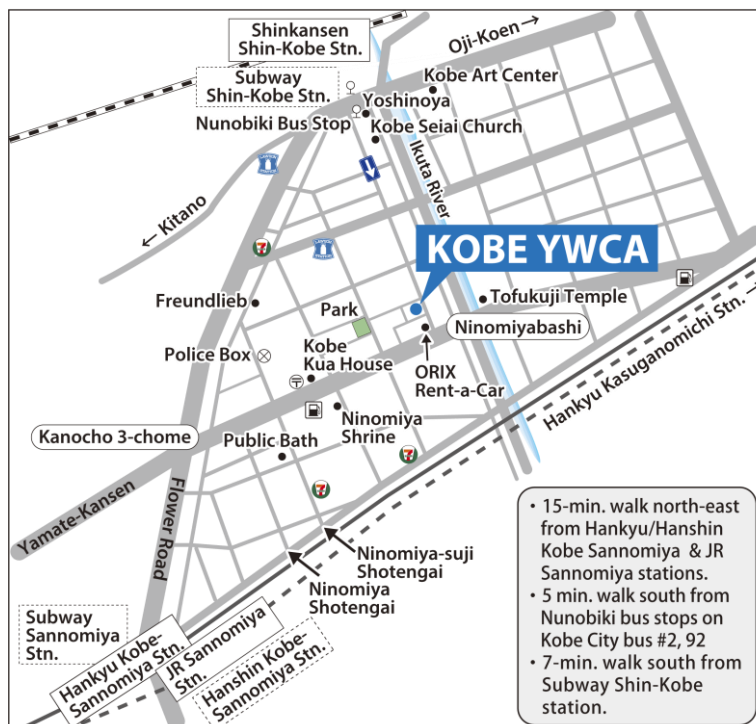 Shinkansen
Shin-Kobe Stn.
Oji-Koen →
Subway
Shin-Kobe Stn.
Kobe Art Center
Yoshinoya
Nunobiki Bus Stop
Kobe Seiai Church
Ikuta River
LAWSON
← Kitano
7
LAWSON
KOBE YWCA
Freundlieb
Park
Tofukuji Temple
Ninomiyabashi
Police Box
Kobe
Kua House
〒
ORIX
Rent-a-Car
Hankyu Kasuganomichi Stn. →
Kanocho 3-chome
Ninomiya
Shrine
Public Bath
7
7
Yamate-Kansen
Flower Road
Ninomiya-suji
Shotengai
Ninomiya
Shotengai
Subway
Sannomiya
Stn.
Hankyu Kobe-
Sannomiya Stn.
JR Sannomiya
Stn.
Hanshin Kobe-
Sannomiya Stn.
・15-min. walk north-east
from Hankyu/Hanshin
Kobe Sannomiya & JR
Sannomiya stations.
・5 min. walk south from
Nunobiki bus stops on
Kobe City bus #2, 92
・7-min. walk south from
Subway Shin-Kobe
station.